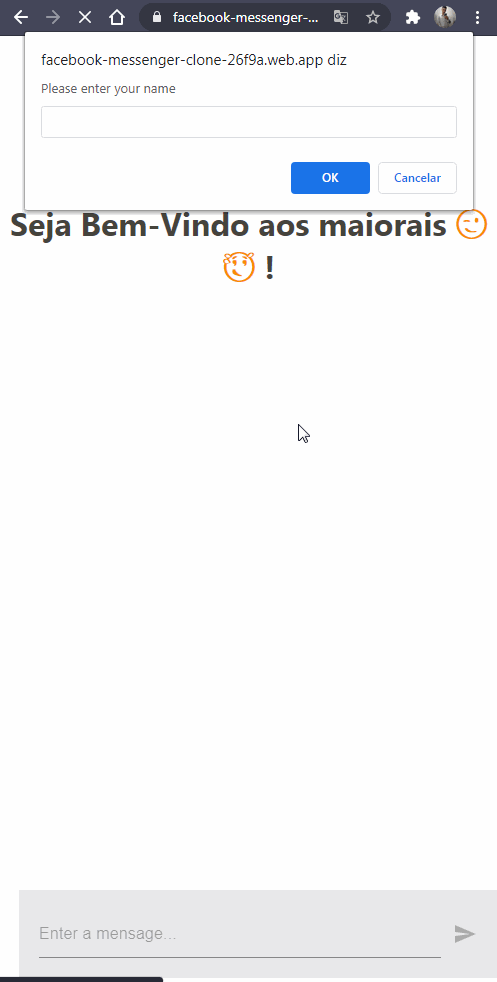 facebook-messenger-...
facebook-messenger-clone-26f9a.web.app diz
Please enter your name
OK
Cancelar
Seja Bem-Vindo aos maiorais 😉
😈 !
Enter a message...